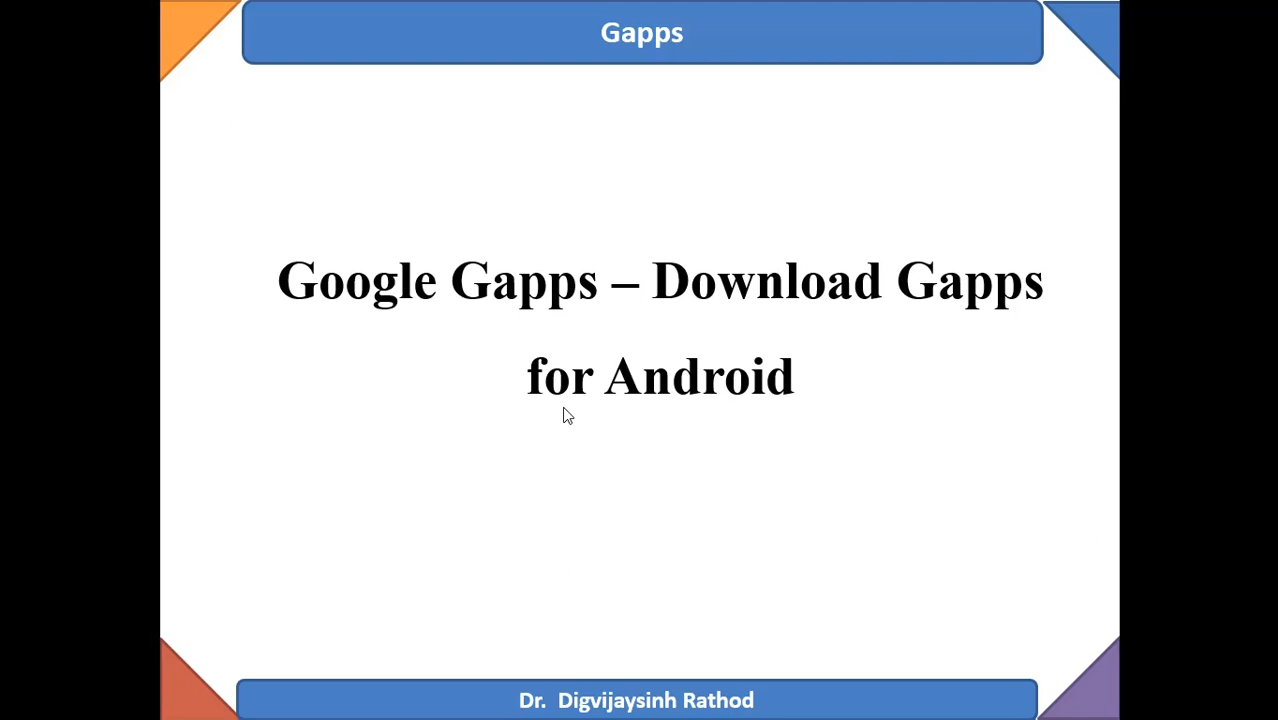 Gapps
Google Gapps – Download Gapps
for Android
Dr.  Digvijaysinh Rathod